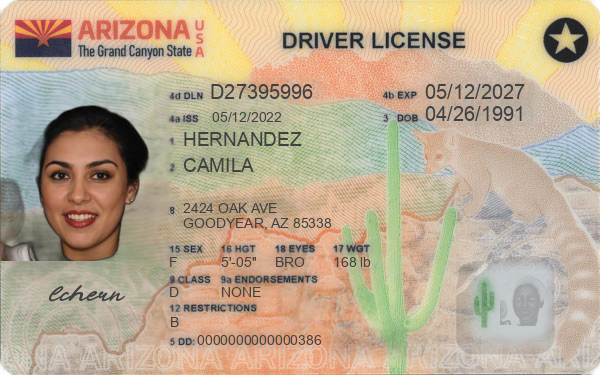 ARIZONA USA
The Grand Canyon State
DRIVER LICENSE
4d DLN D27395996
4b EXP 05/12/2027
4a ISS 05/12/2022
3 DOB 04/26/1991
1 HERNANDEZ
2 CAMILA
8 2424 OAK AVE
GOODYEAR, AZ 85338
15 SEX 16 HGT 18 EYES 17 WGT
F 5'-05" BRO 168 lb
9 CLASS 9a ENDORSEMENTS
D NONE
12 RESTRICTIONS
B
5 DD: 0000000000000386
lchern
ARIZONA ARIZONA ARIZONA ARIZONA